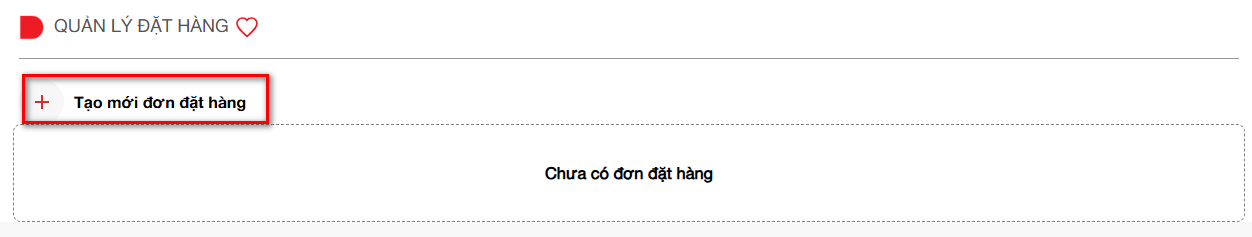 QUẢN LÝ ĐẶT HÀNG
Tạo mới đơn đặt hàng
Chưa có đơn đặt hàng